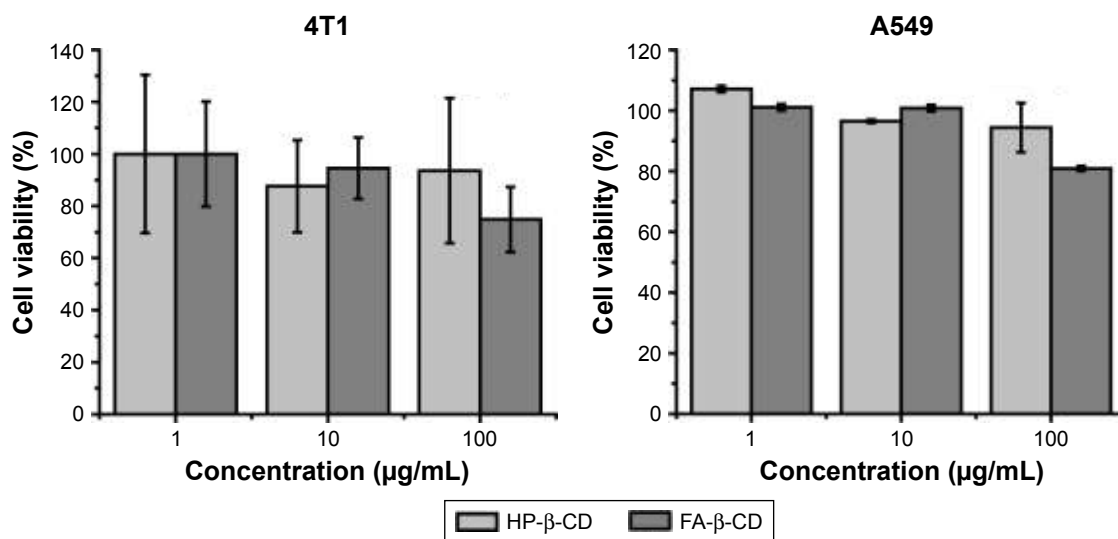 4T1
140
120
100
80
60
40
20
0
Cell viability (%)
1 10 100
Concentration (µg/mL)
A549
120
100
80
60
40
20
0
Cell viability (%)
1 10 100
Concentration (µg/mL)
HP-β-CD FA-β-CD